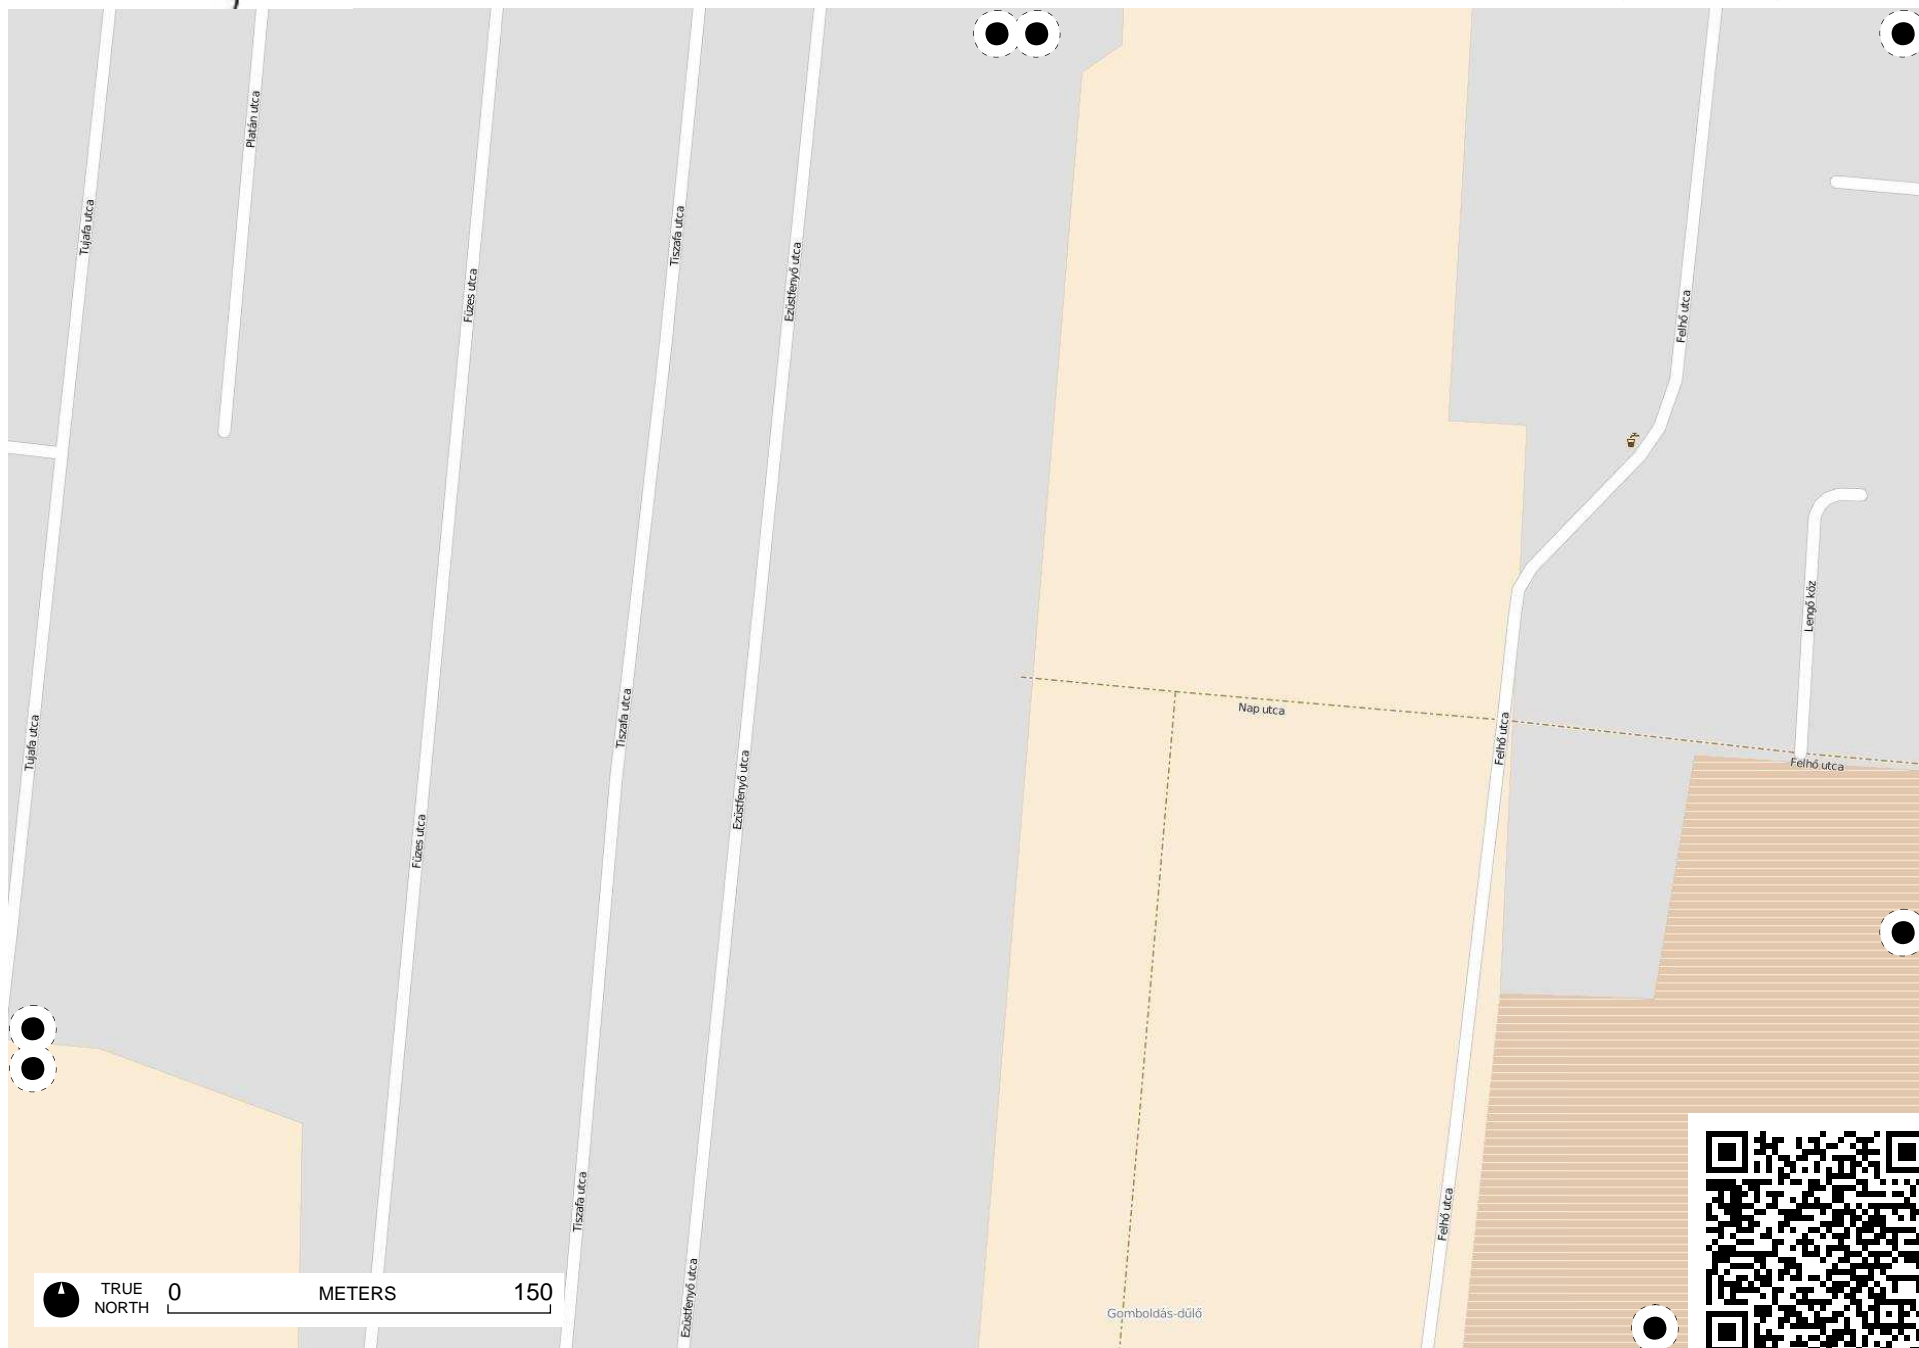 Platán utca
Tujafa utca
Tiszafa utca
Ezüstfenyő utca
Fűzes utca
Felhő utca
Lengő köz
Tujafa utca
Tiszafa utca
Nap utca
Felhő utca
Felhő utca
Ezüstfenyő utca
Fűzes utca
Tiszafa utca
Felhő utca
Ezüstfenyő utca
Gomboldás-dűlő
TRUE
NORTH
0 METERS 150